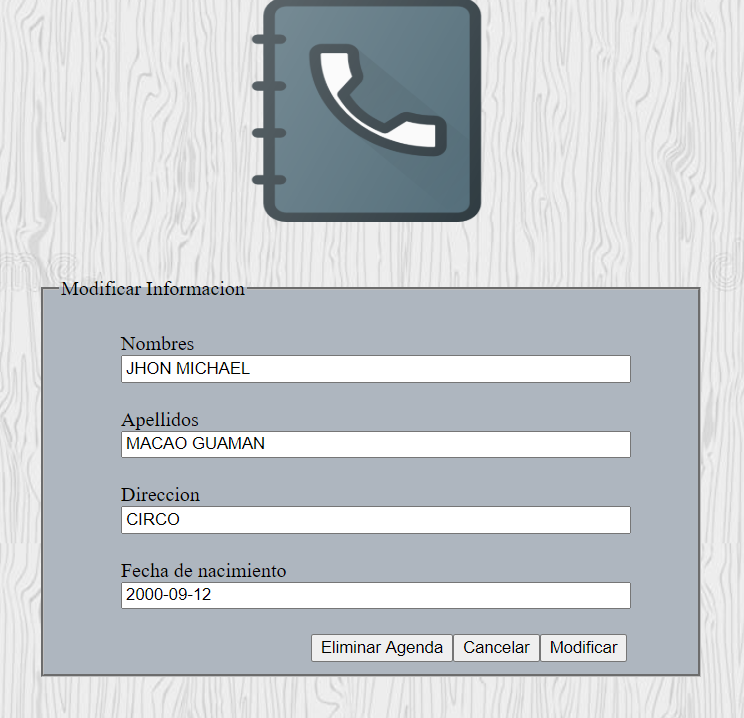 Modificar Informacion
Nombres
JHON MICHAEL
Apellidos
MACAO GUAMAN
Direccion
CIRCO
Fecha de nacimiento
2000-09-12
Eliminar Agenda Cancelar Modificar